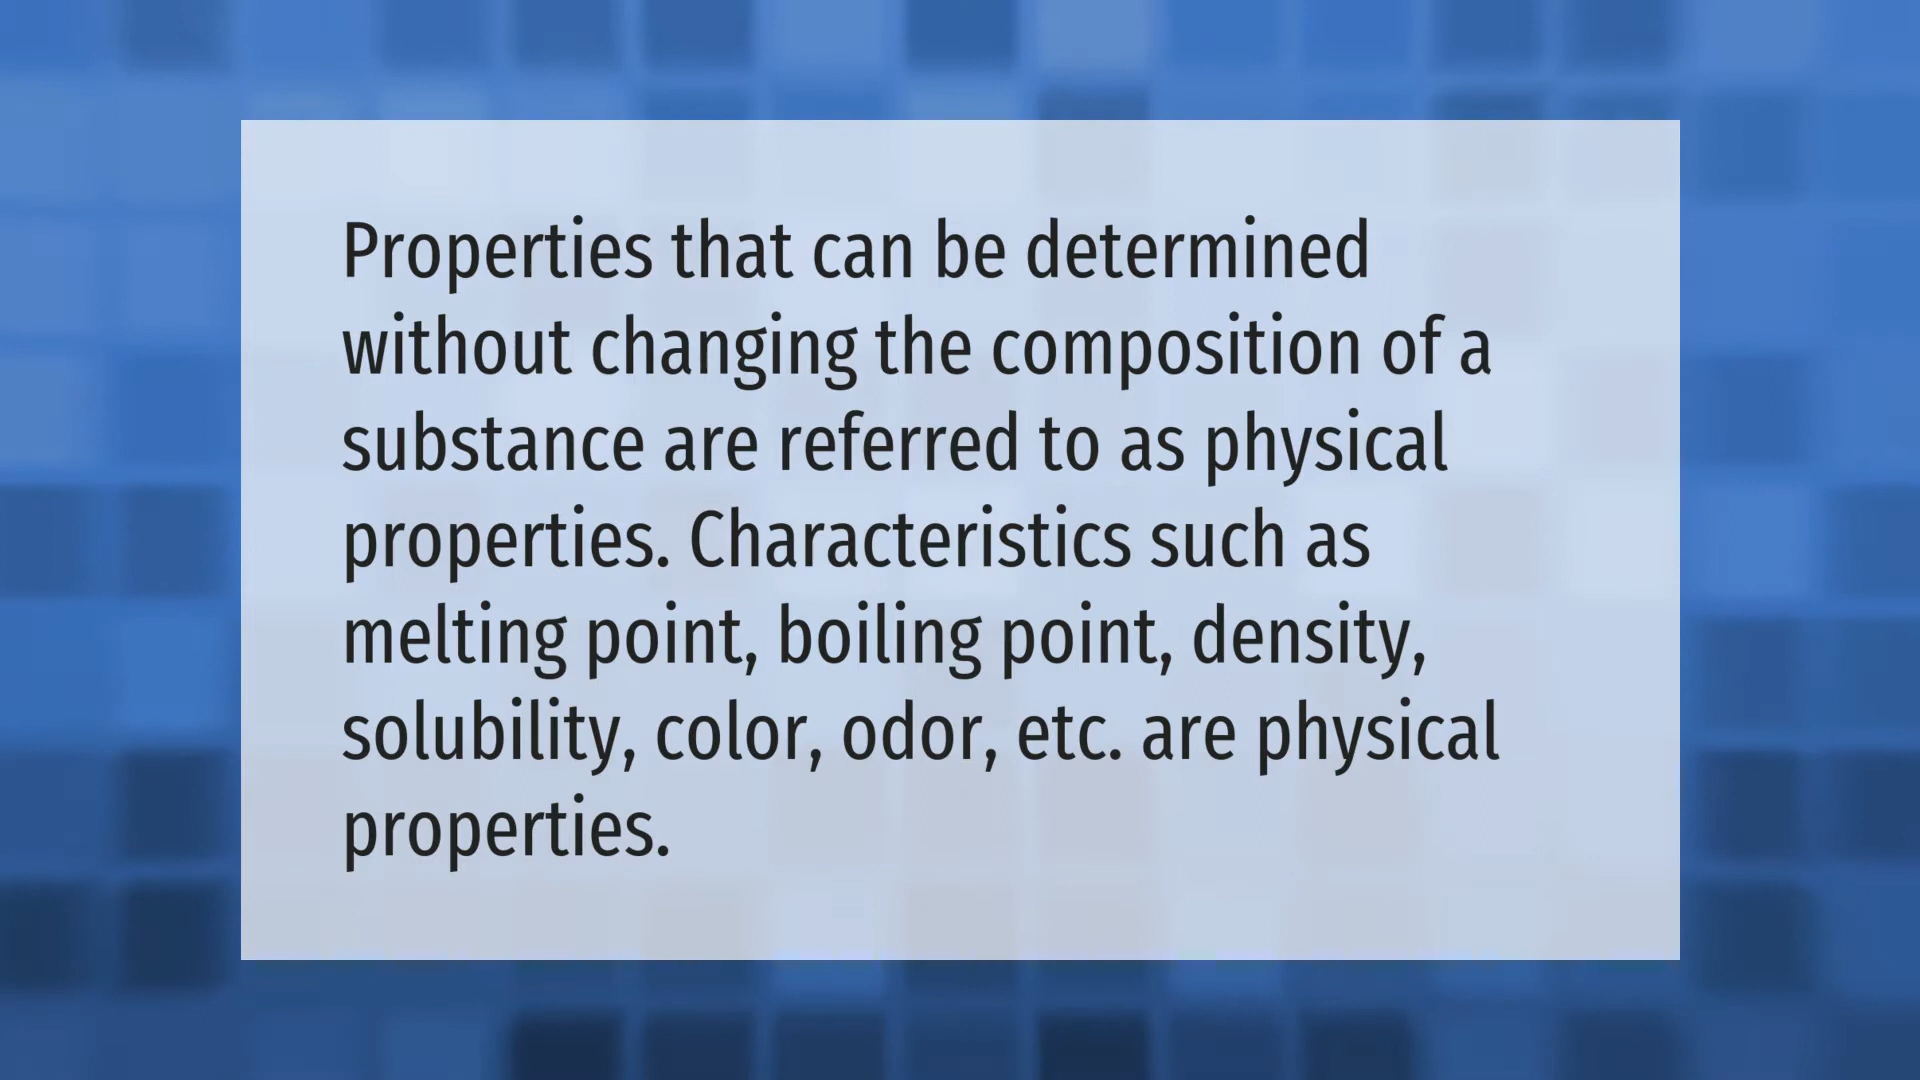 Properties that can be determined
without changing the composition of a
substance are referred to as physical
properties. Characteristics such as
melting point, boiling point, density,
solubility, color, odor, etc. are physical
properties.